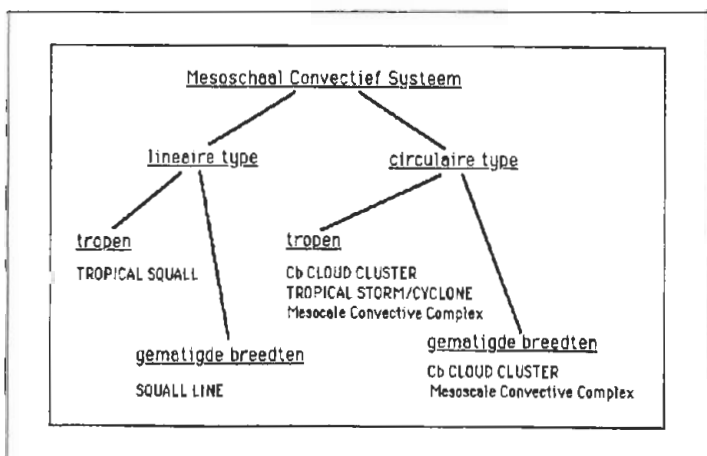 Mesoschaal Convectief Systeem
lineaire type
circulaire type
tropen
TROPICAL SQUALL
tropen
Cb CLOUD CLUSTER
TROPICAL STORM/CYCLONE
Mesoscale Convective Complex
gematigde breedten
SQUALL LINE
gematigde breedten
Cb CLOUD CLUSTER
Mesoscale Convective Complex